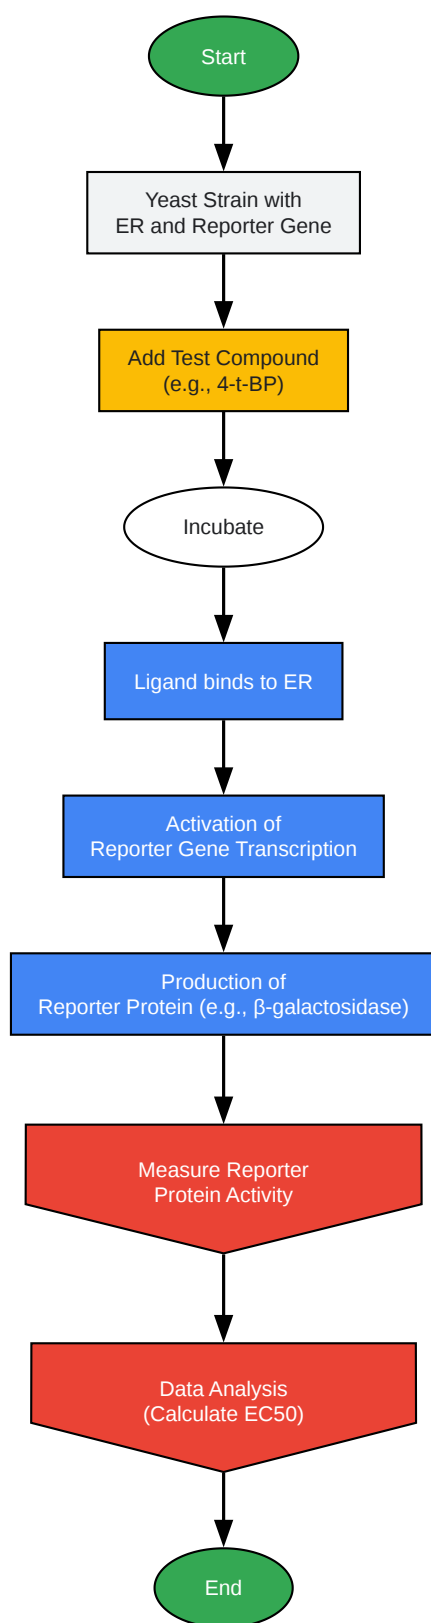 Start
Yeast Strain with
ER and Reporter Gene
Add Test Compound
(e.g., 4-t-BP)
Incubate
Ligand binds to ER
Activation of
Reporter Gene Transcription
Production of
Reporter Protein (e.g., β-galactosidase)
Measure Reporter
Protein Activity
Data Analysis
(Calculate EC50)
End